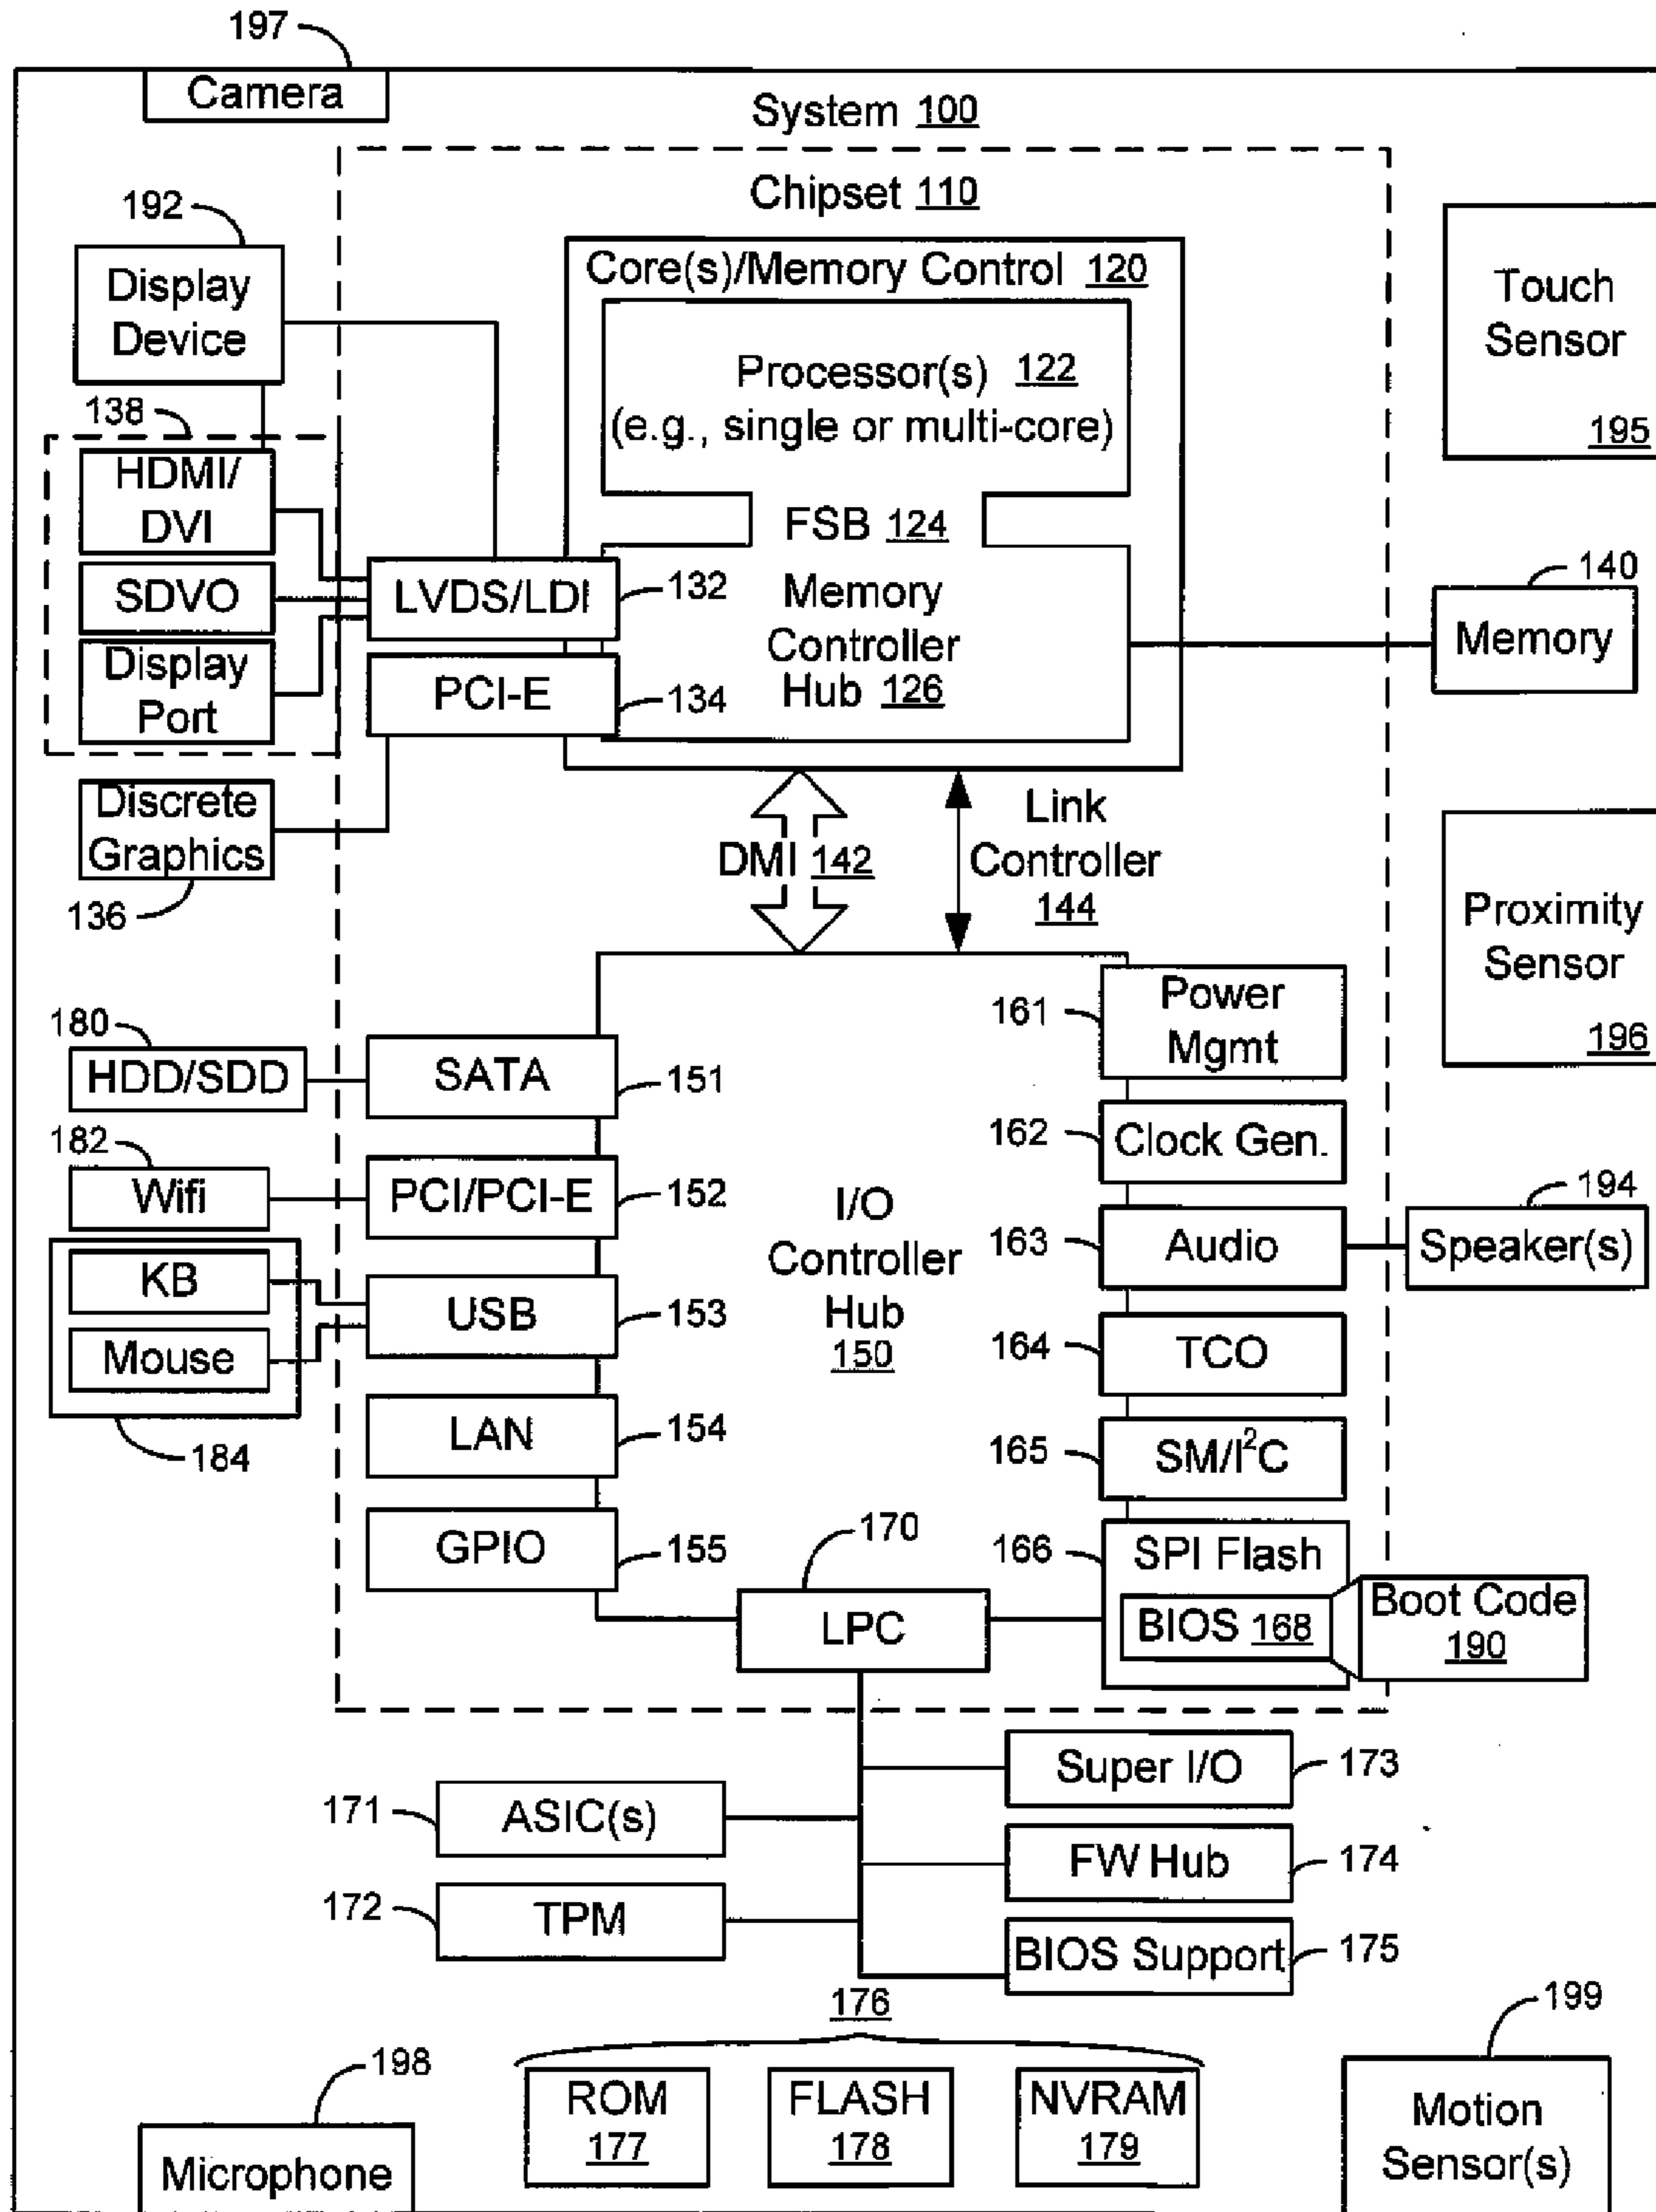 197
Camera
System 100
Chipset 110
192
Display
Device
Core(s)/Memory Control 120
Processor(s) 122
(e.g., single or multi-core)
Touch
Sensor
195
138
HDMI/
DVI
SDVO
Display
Port
FSB 124
LVDS/LDI
132
Memory
Controller
Hub 126
PCI-E
134
140
Memory
Discrete
Graphics
136
DMI 142
Link
Controller
144
Proximity
Sensor
196
180
HDD/SDD
SATA
151
182
Wifi
PCI/PCI-E
152
KB
Mouse
184
USB
153
LAN
154
GPIO
155
I/O
Controller
Hub
150
161
Power
Mgmt
162
Clock Gen.
163
Audio
194
Speaker(s)
164
TCO
165
SM/I²C
166
SPI Flash
BIOS 168
Boot Code
190
170
LPC
171
ASIC(s)
172
TPM
Super I/O
173
FW Hub
174
BIOS Support
175
176
ROM
177
FLASH
178
NVRAM
179
198
Microphone
199
Motion
Sensor(s)